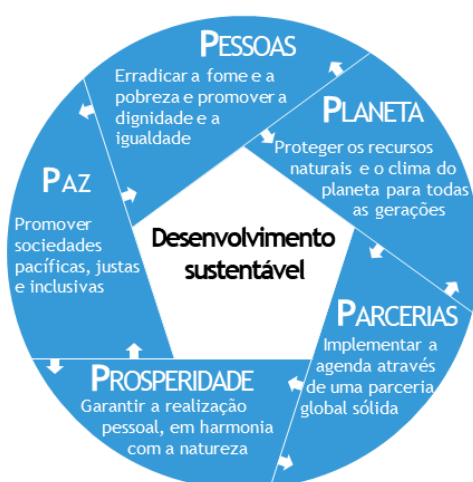 PESSOAS
Erradicar a fome e a
pobreza e promover a
dignidade e a
igualdade
PLANETA
Proteger os recursos
naturais e o clima do
planeta para todas
as gerações
PARCERIAS
Implementar a
agenda através
de uma parceria
global sólida
PROSPERIDADE
Garantir a realização
pessoal, em harmonia
com a natureza
PAZ
Promover
sociedades
pacíficas, justas
e inclusivas
Desenvolvimento
sustentável